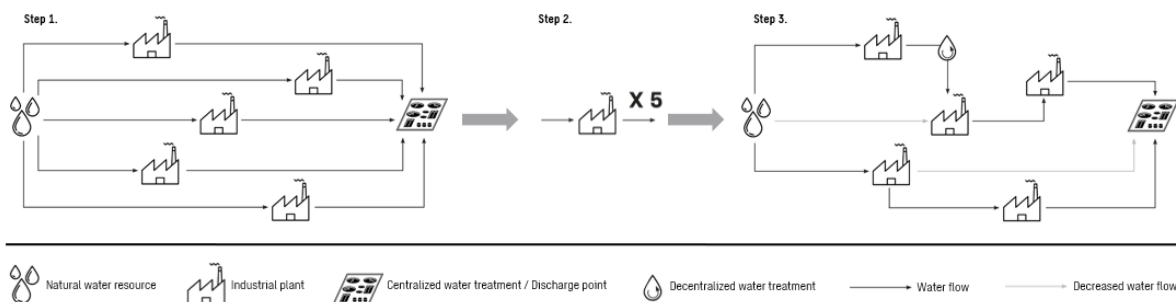 Step 1.
Step 2.
Step 3.
X 5
Natural water resource
Industrial plant
Centralized water treatment / Discharge point
Decentralized water treatment
Water flow
Decreased water flow